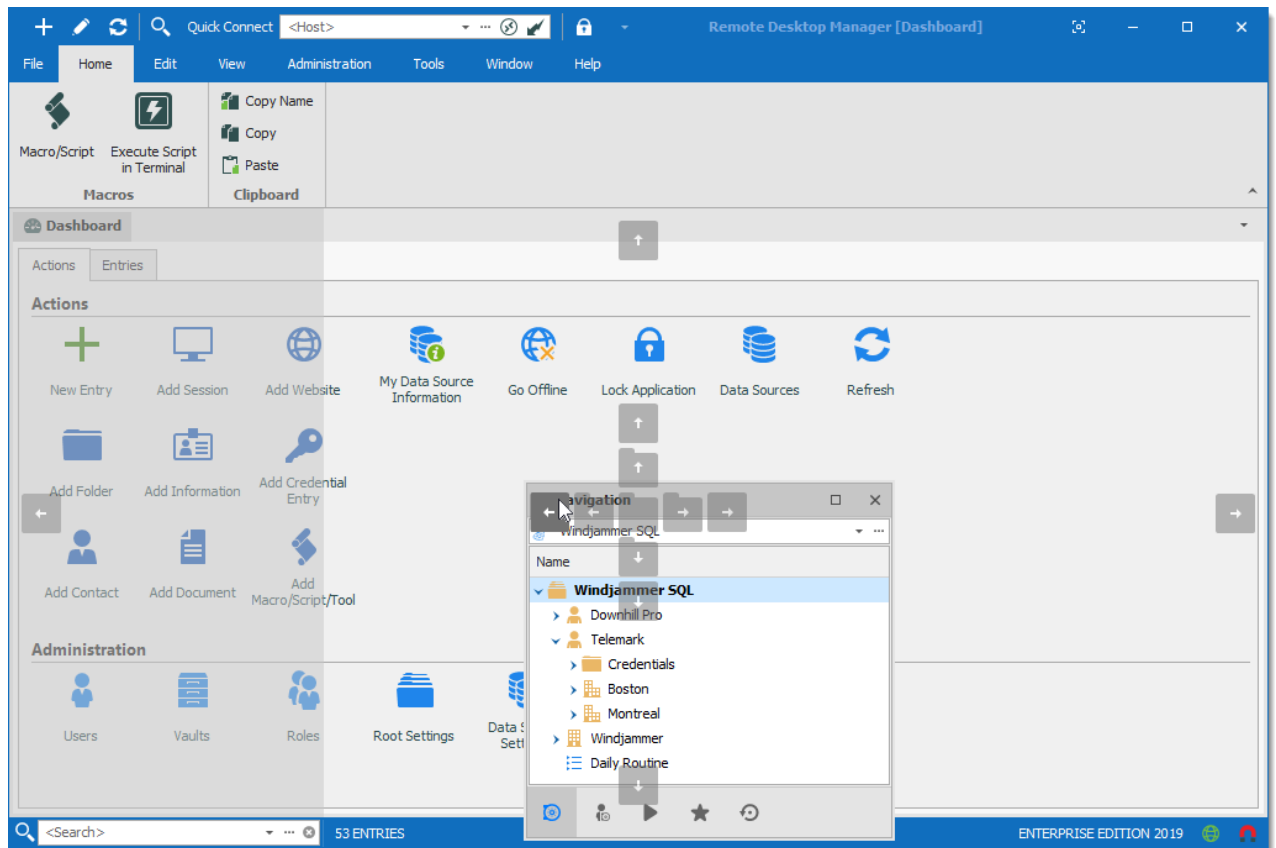 Quick Connect <Host> Remote Desktop Manager [Dashboard]
File Home Edit View Administration Tools Window Help
Macro/Script
Execute Script
in Terminal
Macros
Copy Name
Copy
Paste
Clipboard
Dashboard
Actions Entries
Actions
New Entry
Add Session
Add Website
My Data Source
Information
Go Offline
Lock Application
Data Sources
Refresh
Add Folder
Add Information
Add Credential
Entry
Add Contact
Add Document
Add
Macro/Script/Tool
Administration
Users
Vaults
Roles
Root Settings
Data
Windjammer SQL
Name
Windjammer SQL
Downhill Pro
Telemark
Credentials
Boston
Montreal
Windjammer
Daily Routine
<Search> 53 ENTRIES ENTERPRISE EDITION 2019